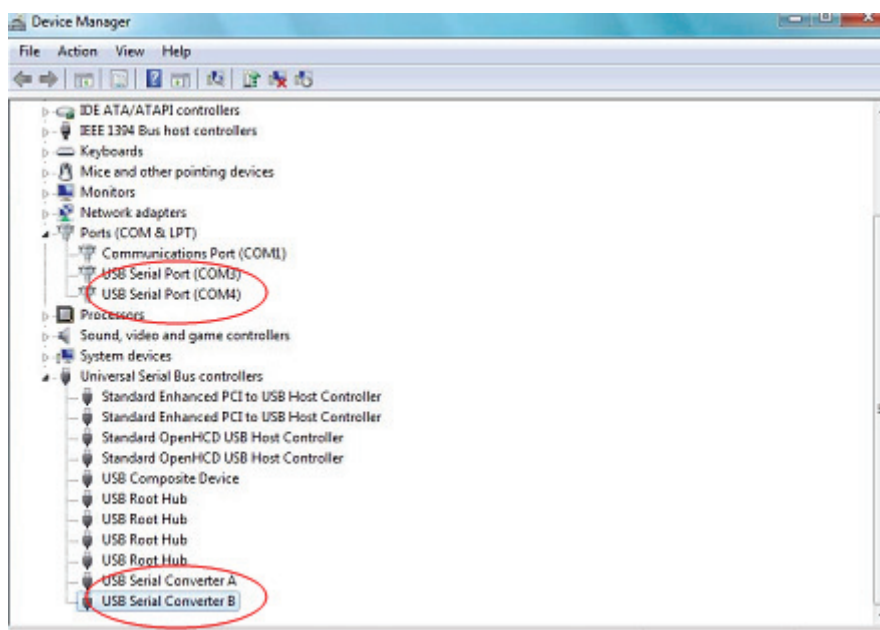 Device Manager
File Action View Help
IDE ATA/ATAPI controllers
IEEE 1394 Bus host controllers
Keyboards
Mice and other pointing devices
Monitors
Network adapters
Ports (COM & LPT)
Communications Port (COM1)
USB Serial Port (COM3)
USB Serial Port (COM4)
Processors
Sound, video and game controllers
System devices
Universal Serial Bus controllers
Standard Enhanced PCI to USB Host Controller
Standard Enhanced PCI to USB Host Controller
Standard OpenHCD USB Host Controller
Standard OpenHCD USB Host Controller
USB Composite Device
USB Root Hub
USB Root Hub
USB Root Hub
USB Root Hub
USB Serial Converter A
USB Serial Converter B